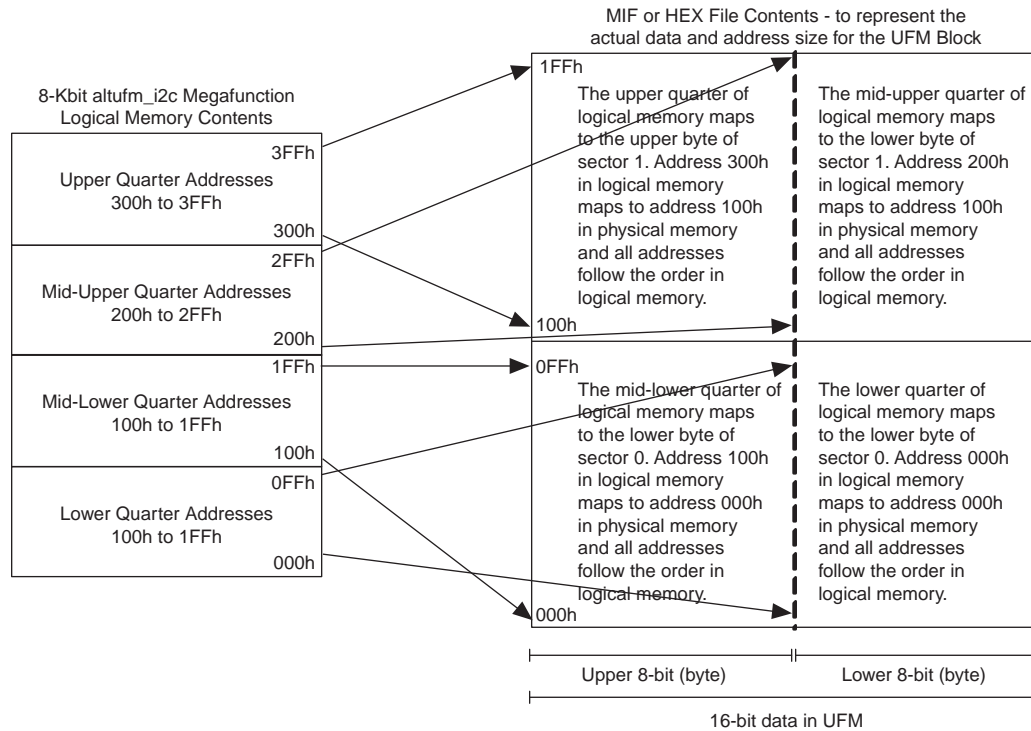 MIF or HEX File Contents - to represent the
actual data and address size for the UFM Block
8-Kbit altufm_i2c Megafunction
Logical Memory Contents
3FFh
Upper Quarter Addresses
300h to 3FFh
300h
2FFh
Mid-Upper Quarter Addresses
200h to 2FFh
200h
1FFh
Mid-Lower Quarter Addresses
100h to 1FFh
100h
0FFh
Lower Quarter Addresses
100h to 1FFh
000h
1FFh
The upper quarter of
logical memory maps
to the upper byte of
sector 1. Address 300h
in logical memory
maps to address 100h
in physical memory
and all addresses
follow the order in
logical memory.
100h
The mid-upper quarter of
logical memory maps
to the lower byte of
sector 1. Address 200h
in logical memory
maps to address 100h
in physical memory
and all addresses
follow the order in
logical memory.
0FFh
The mid-lower quarter of
logical memory maps
to the lower byte of
sector 0. Address 100h
in logical memory
maps to address 000h
in physical memory
and all addresses
follow the order in
logical memory.
000h
The lower quarter of
logical memory maps
to the lower byte of
sector 0. Address 000h
in logical memory
maps to address 000h
in physical memory
and all addresses
follow the order in
logical memory.
Upper 8-bit (byte)
Lower 8-bit (byte)
16-bit data in UFM